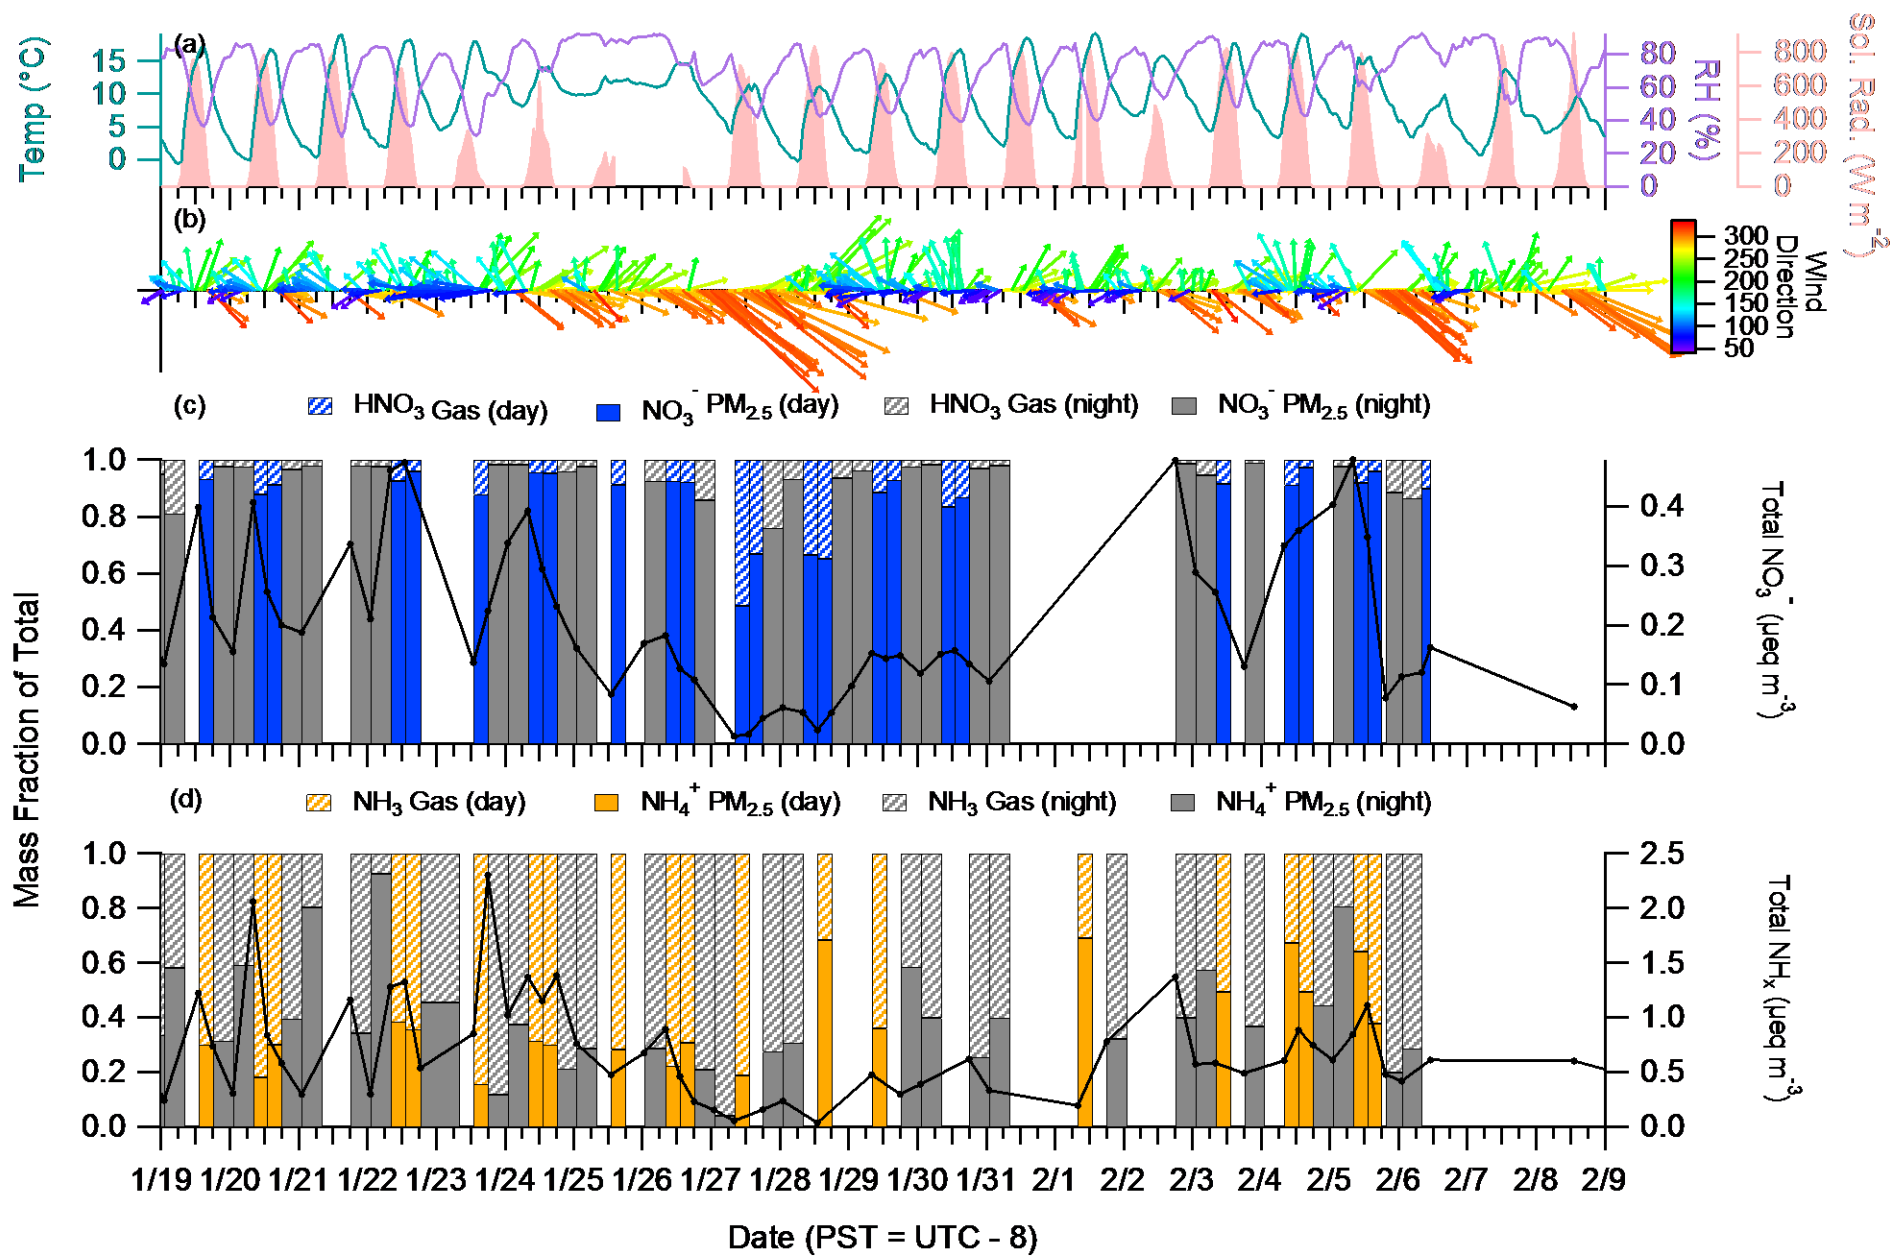 (a)
Temp (°C)
15
10
5
0
80
60
40
20
0
RH (%)
800
600
400
200
0
Sol. Rad. (W m⁻²)
(b)
300
250
200
150
100
50
Wind
Direction
(c)
HNO₃ Gas (day) NO₃⁻ PM₂.₅ (day) HNO₃ Gas (night) NO₃⁻ PM₂.₅ (night)
1.0
0.8
0.6
0.4
0.2
0.0
0.4
0.3
0.2
0.1
0.0
Total NO₃⁻ (µeq m⁻³)
Mass Fraction of Total
(d)
NH₃ Gas (day) NH₄⁺ PM₂.₅ (day) NH₃ Gas (night) NH₄⁺ PM₂.₅ (night)
1.0
0.8
0.6
0.4
0.2
0.0
2.5
2.0
1.5
1.0
0.5
0.0
Total NHₓ (µeq m⁻³)
1/19 1/20 1/21 1/22 1/23 1/24 1/25 1/26 1/27 1/28 1/29 1/30 1/31 2/1 2/2 2/3 2/4 2/5 2/6 2/7 2/8 2/9
Date (PST = UTC - 8)